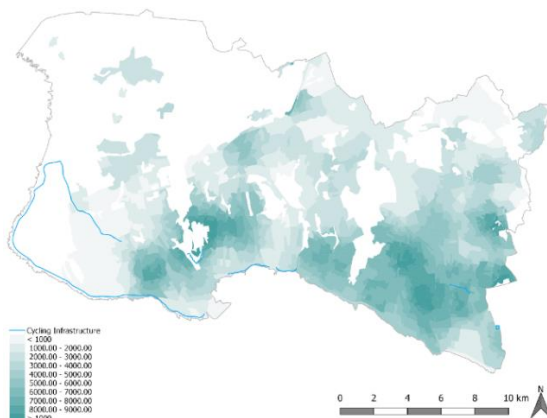 Cycling Infrastructure
< 1000
1000.00 - 2000.00
2000.00 - 3000.00
3000.00 - 4000.00
4000.00 - 5000.00
5000.00 - 6000.00
6000.00 - 7000.00
7000.00 - 8000.00
8000.00 - 9000.00
0 2 4 6 8 10 km
N